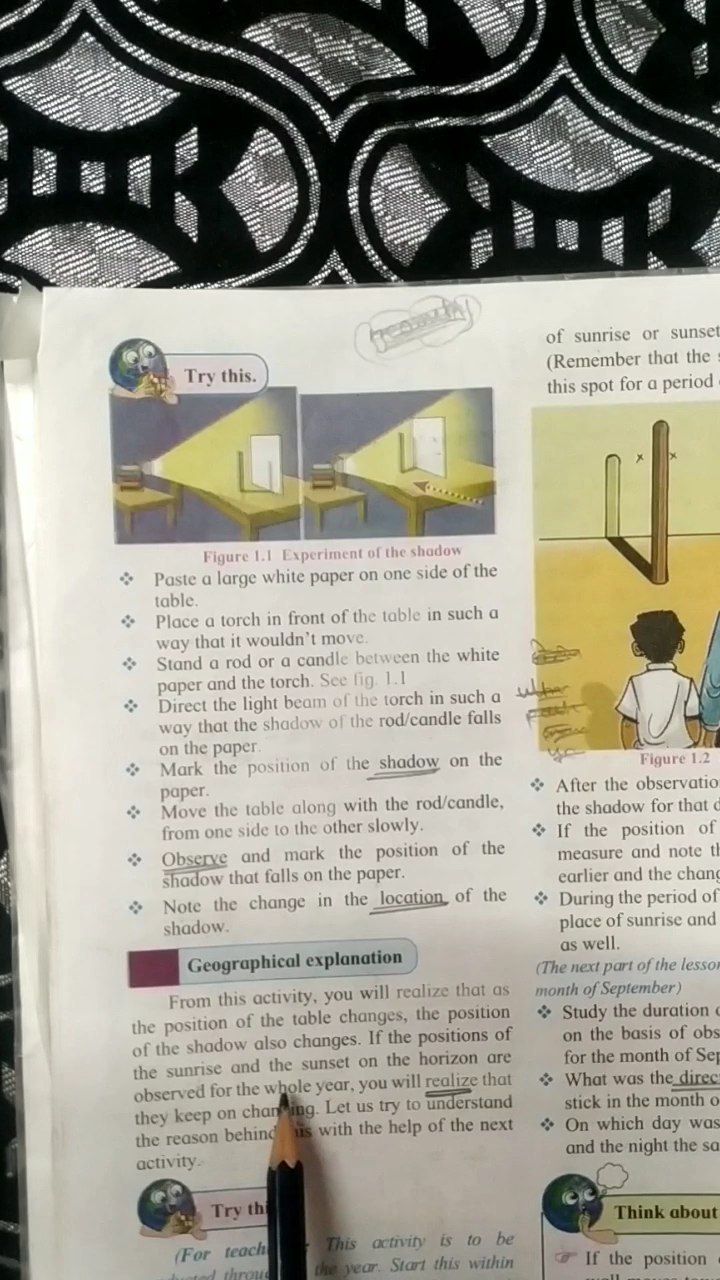 Try this.
Figure 1.1 Experiment of the shadow
❖ Paste a large white paper on one side of the
table.
❖ Place a torch in front of the table in such a
way that it wouldn't move.
❖ Stand a rod or a candle between the white
paper and the torch. See fig. 1.1
❖ Direct the light beam of the torch in such a
way that the shadow of the rod/candle falls
on the paper.
❖ Mark the position of the shadow on the
paper.
❖ Move the table along with the rod/candle,
from one side to the other slowly.
❖ Observe and mark the position of the
shadow that falls on the paper.
❖ Note the change in the location of the
shadow.
Geographical explanation
From this activity, you will realize that as
the position of the table changes, the position
of the shadow also changes. If the positions of
the sunrise and the sunset on the horizon are
observed for the whole year, you will realize that
they keep on changing. Let us try to understand
the reason behind with the help of the next
activity.
Try
(For This activity is to be
the year. Start this within
of sunrise or sunset
(Remember that the
this spot for a period
Figure 1.2
❖ After the
the shadow for that
❖ If the position of
measure and note
earlier and the
❖ During the period of
place of sunrise and
as well.
(The next part of the
month of September)
❖ Study the duration
on the basis of
for the month of
❖ What was the
stick in the month
❖ On which day was
and the night the
Think about
☞ If the position